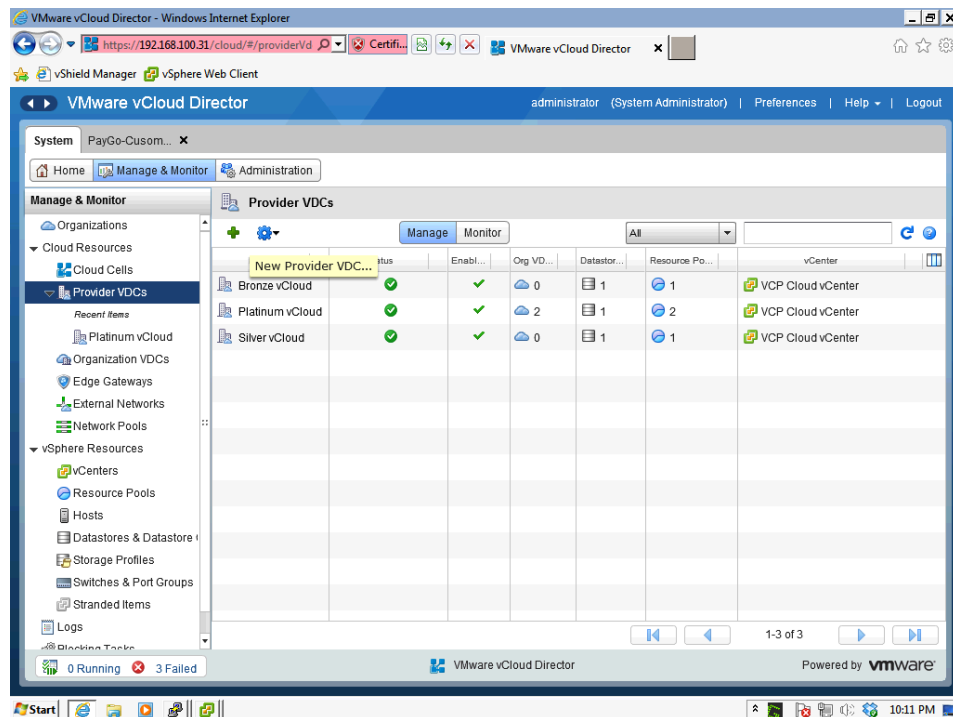 VMware vCloud Director - Windows Internet Explorer
https://192.168.100.31/cloud/#/providerVd
Certifi...
VMware vCloud Director
vShield Manager
vSphere Web Client
VMware vCloud Director
administrator (System Administrator) | Preferences | Help | Logout
System
PayGo-Cusom...
Home
Manage & Monitor
Administration
Manage & Monitor
Provider VDCs
Organizations
Cloud Resources
Cloud Cells
Provider VDCs
Recent Items
Platinum vCloud
Organization VDCs
Edge Gateways
External Networks
Network Pools
vSphere Resources
vCenters
Resource Pools
Hosts
Datastores & Datastore
Storage Profiles
Switches & Port Groups
Stranded Items
Logs
Blocking Tasks
Manage
Monitor
All
New Provider VDC...
tus
Enabl...
Org VD...
Datastor...
Resource Po...
vCenter
Bronze vCloud 0 1 1 VCP Cloud vCenter
Platinum vCloud 2 1 2 VCP Cloud vCenter
Silver vCloud 0 1 1 VCP Cloud vCenter
1-3 of 3
0 Running
3 Failed
VMware vCloud Director
Powered by vmware
Start
10:11 PM